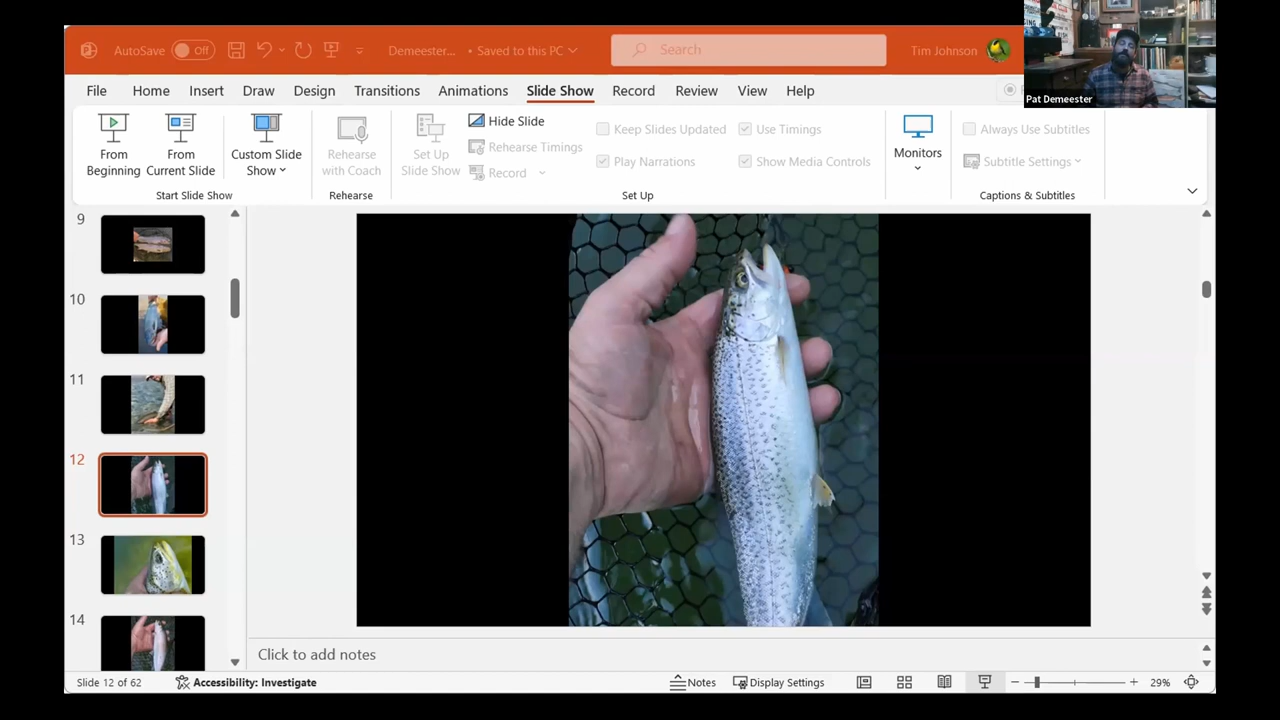 AutoSave Off Demeester... • Saved to this PC Search Tim Johnson
Pat Demeester
File Home Insert Draw Design Transitions Animations Slide Show Record Review View Help
From Beginning
From Current Slide
Custom Slide Show
Rehearse with Coach
Set Up Slide Show
Hide Slide
Rehearse Timings
Record
Keep Slides Updated
Play Narrations
Use Timings
Show Media Controls
Monitors
Always Use Subtitles
Subtitle Settings
Start Slide Show Rehearse Set Up Captions & Subtitles
9
10
11
12
13
14
Click to add notes
Slide 12 of 62 Accessibility: Investigate Notes Display Settings 29%